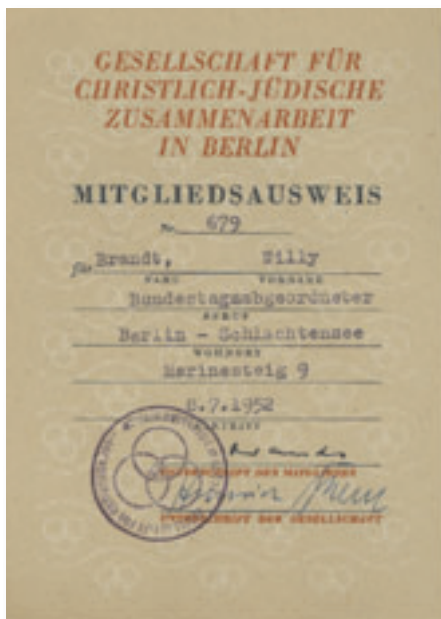 GESELLSCHAFT FÜR
CHRISTLICH-JÜDISCHE
ZUSAMMENARBEIT
IN BERLIN
MITGLIEDSAUSWEIS
Nr. 679
für Brandt, Willy
NAME VORNAME
Bundestagsabgeordneter
BERUF
Berlin - Schlachtensee
WOHNORT
Marinesteig 9
8.7.1952
UNTERSCHRIFT DES MITGLIEDES
UNTERSCHRIFT DER GESELLSCHAFT